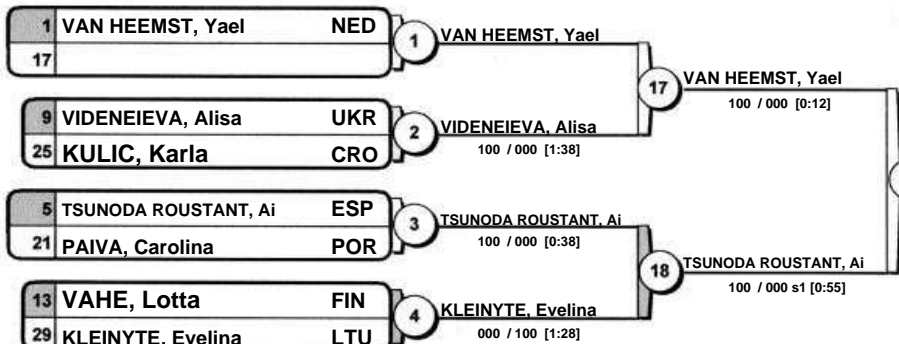 1 VAN HEEMST, Yael NED
17
1 VAN HEEMST, Yael
9 VIDENEIEVA, Alisa UKR
25 KULIC, Karla CRO
2 VIDENEIEVA, Alisa
100 / 000 [1:38]
17 VAN HEEMST, Yael
100 / 000 [0:12]
5 TSUNODA ROUSTANT, Ai ESP
21 PAIVA, Carolina POR
3 TSUNODA ROUSTANT, Ai
100 / 000 [0:38]
13 VAHE, Lotta FIN
29 KLEINYTE, Evelina LTU
4 KLEINYTE, Evelina
000 / 100 [1:28]
18 TSUNODA ROUSTANT, Ai
100 / 000 s1 [0:55]